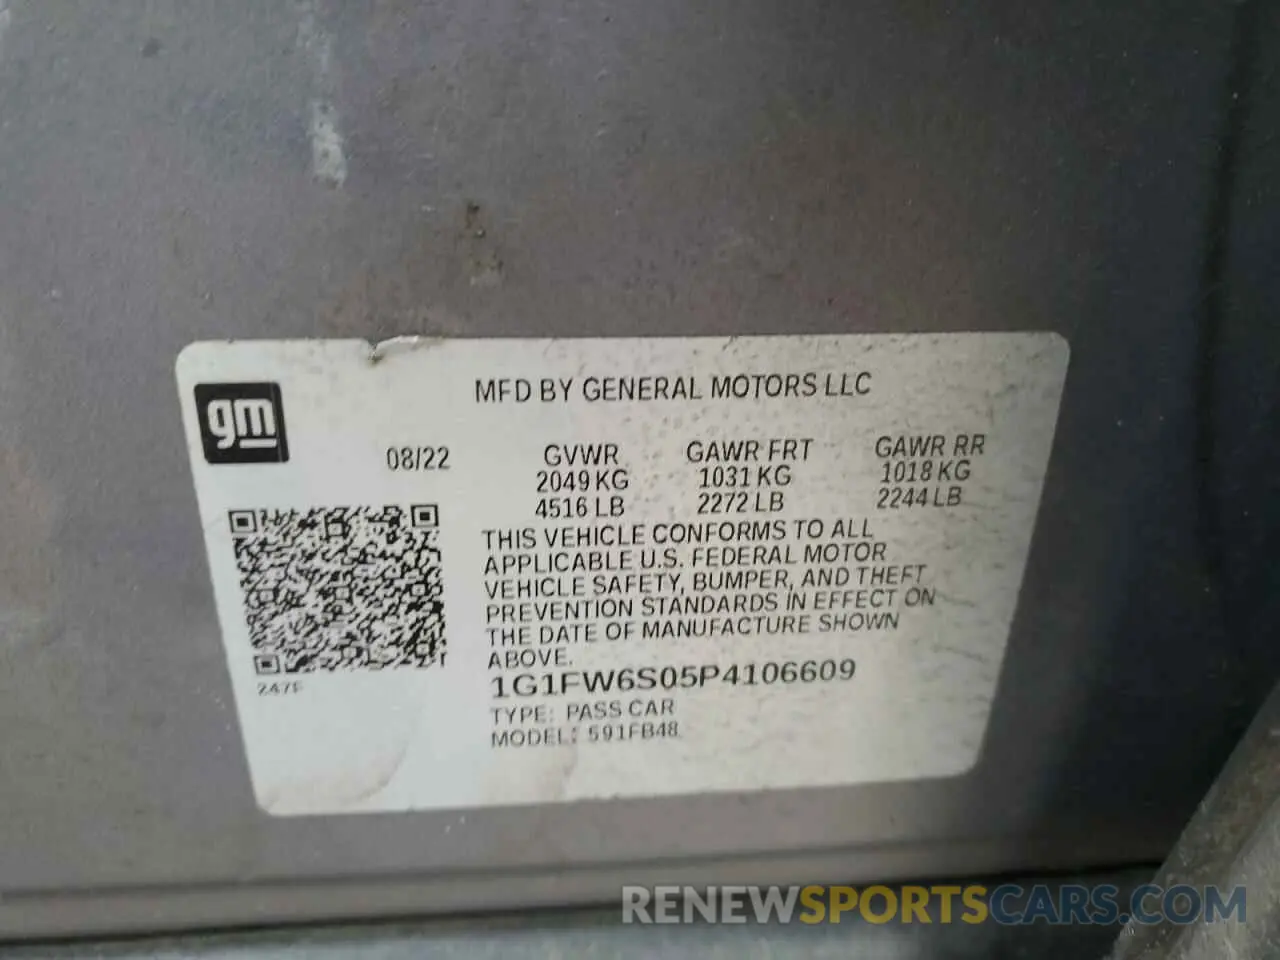 MFD BY GENERAL MOTORS LLC
gm
08/22 GVWR GAWR FRT GAWR RR
2049 KG 1031 KG 1018 KG
4516 LB 2272 LB 2244 LB
THIS VEHICLE CONFORMS TO ALL
APPLICABLE U.S. FEDERAL MOTOR
VEHICLE SAFETY, BUMPER, AND THEFT
PREVENTION STANDARDS IN EFFECT ON
THE DATE OF MANUFACTURE SHOWN
ABOVE.
247F
1G1FW6S05P4106609
TYPE: PASS CAR
MODEL: 591FB48
RENEWSPORTSCARS.COM